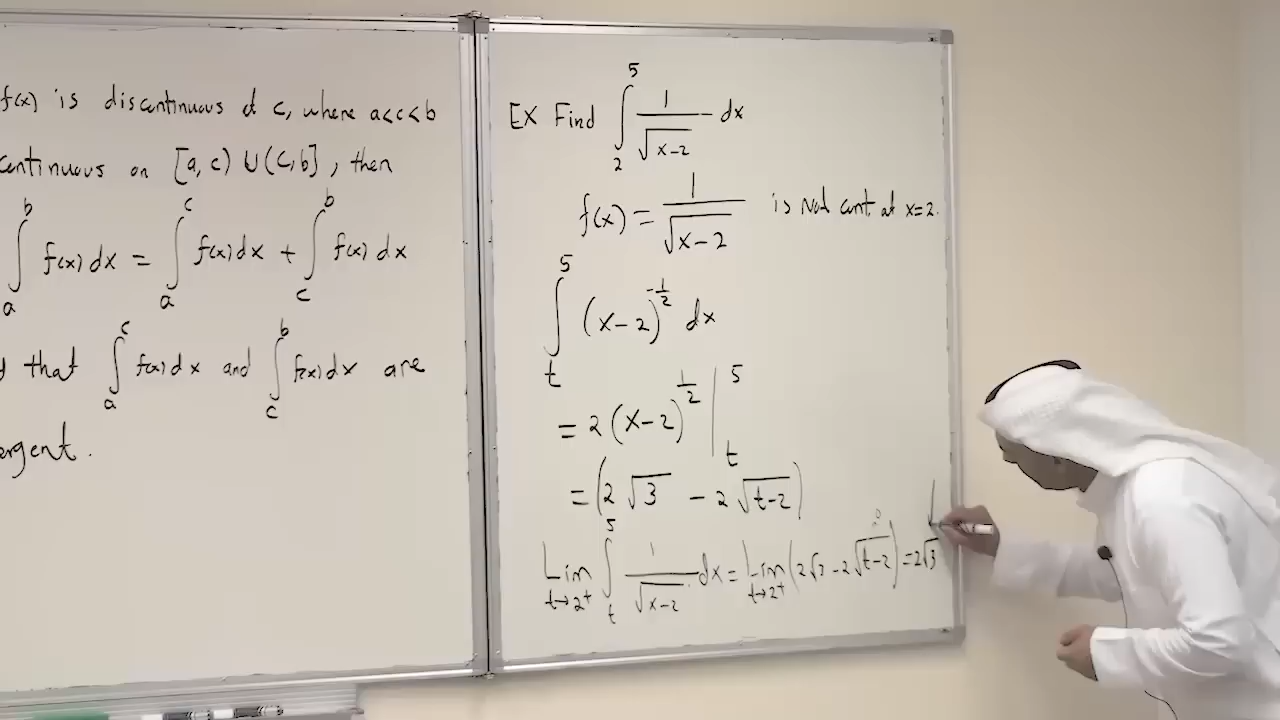 f(x) is discontinuous at c, where a<c<b
continuous on [a, c) ∪ (c, b], then
∫_a^b f(x) dx = ∫_a^c f(x) dx + ∫_c^b f(x) dx
that ∫_a^c f(x) dx and ∫_c^b f(x) dx are
ergent.
EX Find ∫_2^5 1/√(x-2) dx
f(x) = 1/√(x-2) is Not cont at x=2.
∫_t^5 (x-2)^(-1/2) dx
= 2 (x-2)^(1/2) |_t^5
= (2√3 - 2√(t-2))
Lim_(t→2+) ∫_t^5 1/√(x-2) dx = Lim_(t→2+) (2√3 - 2√(t-2)) = 2√3